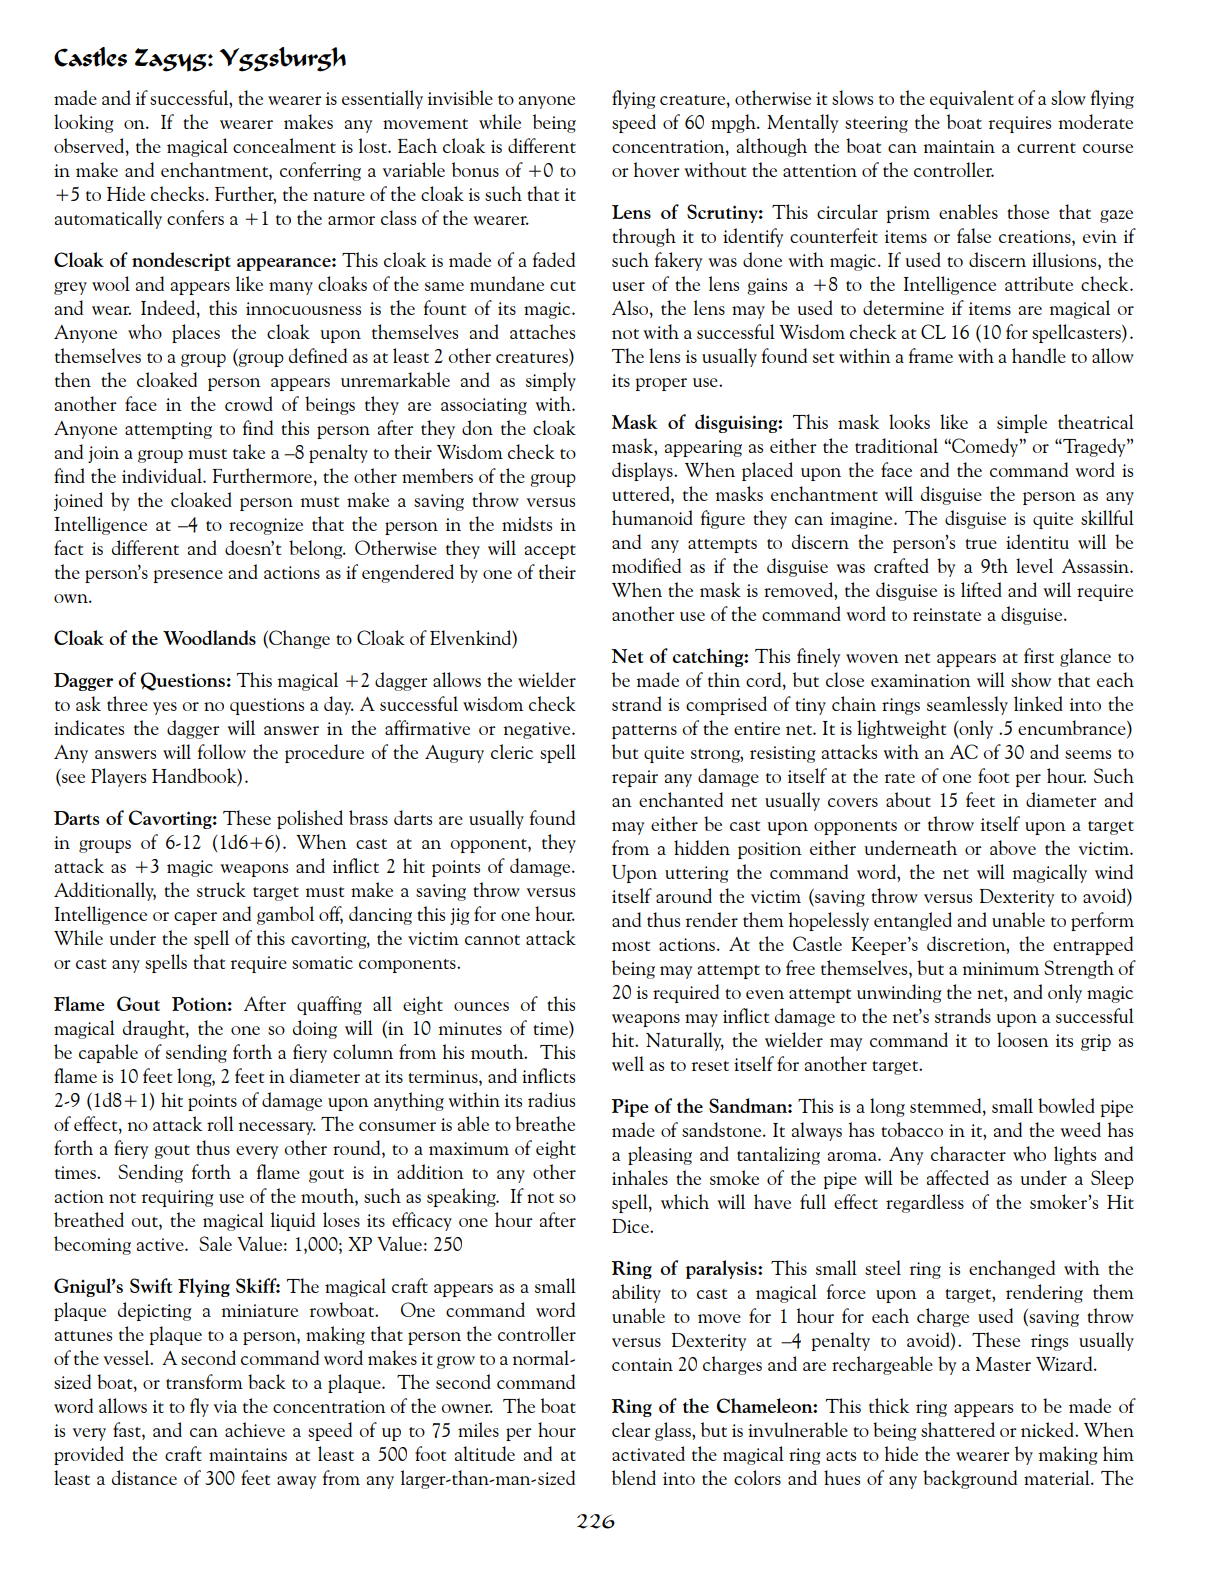 Castles Zagyg: Yggsburgh
made and if successful, the wearer is essentially invisible to anyone
looking on. If the wearer makes any movement while being
observed, the magical concealment is lost. Each cloak is different
in make and enchantment, conferring a variable bonus of +0 to
+5 to Hide checks. Further, the nature of the cloak is such that it
automatically confers a +1 to the armor class of the wearer.
Cloak of nondescript appearance: This cloak is made of a faded
grey wool and appears like many cloaks of the same mundane cut
and wear. Indeed, this innocuousness is the fount of its magic.
Anyone who places the cloak upon themselves and attaches
themselves to a group (group defined as at least 2 other creatures)
then the cloaked person appears unremarkable and as simply
another face in the crowd of beings they are associating with.
Anyone attempting to find this person after they don the cloak
and join a group must take a –8 penalty to their Wisdom check to
find the individual. Furthermore, the other members of the group
joined by the cloaked person must make a saving throw versus
Intelligence at –4 to recognize that the person in the midsts in
fact is different and doesn't belong. Otherwise they will accept
the person's presence and actions as if engendered by one of their
own.
Cloak of the Woodlands (Change to Cloak of Elvenkind)
Dagger of Questions: This magical +2 dagger allows the wielder
to ask three yes or no questions a day. A successful wisdom check
indicates the dagger will answer in the affirmative or negative.
Any answers will follow the procedure of the Augury cleric spell
(see Players Handbook).
Darts of Cavorting: These polished brass darts are usually found
in groups of 6-12 (1d6+6). When cast at an opponent, they
attack as +3 magic weapons and inflict 2 hit points of damage.
Additionally, the struck target must make a saving throw versus
Intelligence or caper and gambol off, dancing this jig for one hour.
While under the spell of this cavorting, the victim cannot attack
or cast any spells that require somatic components.
Flame Gout Potion: After quaffing all eight ounces of this
magical draught, the one so doing will (in 10 minutes of time)
be capable of sending forth a fiery column from his mouth. This
flame is 10 feet long, 2 feet in diameter at its terminus, and inflicts
2-9 (1d8+1) hit points of damage upon anything within its radius
of effect, no attack roll necessary. The consumer is able to breathe
forth a fiery gout thus every other round, to a maximum of eight
times. Sending forth a flame gout is in addition to any other
action not requiring use of the mouth, such as speaking. If not so
breathed out, the magical liquid loses its efficacy one hour after
becoming active. Sale Value: 1,000; XP Value: 250
Gnigul's Swift Flying Skiff: The magical craft appears as a small
plaque depicting a miniature rowboat. One command word
attunes the plaque to a person, making that person the controller
of the vessel. A second command word makes it grow to a normal-
sized boat, or transform back to a plaque. The second command
word allows it to fly via the concentration of the owner. The boat
is very fast, and can achieve a speed of up to 75 miles per hour
provided the craft maintains at least a 500 foot altitude and at
least a distance of 300 feet away from any larger-than-man-sized
flying creature, otherwise it slows to the equivalent of a slow flying
speed of 60 mpgh. Mentally steering the boat requires moderate
concentration, although the boat can maintain a current course
or hover without the attention of the controller.
Lens of Scrutiny: This circular prism enables those that gaze
through it to identify counterfeit items or false creations, evin if
such fakery was done with magic. If used to discern illusions, the
user of the lens gains a +8 to the Intelligence attribute check.
Also, the lens may be used to determine if items are magical or
not with a successful Wisdom check at CL 16 (10 for spellcasters).
The lens is usually found set within a frame with a handle to allow
its proper use.
Mask of disguising: This mask looks like a simple theatrical
mask, appearing as either the traditional “Comedy” or “Tragedy”
displays. When placed upon the face and the command word is
uttered, the masks enchantment will disguise the person as any
humanoid figure they can imagine. The disguise is quite skillful
and any attempts to discern the person's true identitu will be
modified as if the disguise was crafted by a 9th level Assassin.
When the mask is removed, the disguise is lifted and will require
another use of the command word to reinstate a disguise.
Net of catching: This finely woven net appears at first glance to
be made of thin cord, but close examination will show that each
strand is comprised of tiny chain rings seamlessly linked into the
patterns of the entire net. It is lightweight (only .5 encumbrance)
but quite strong, resisting attacks with an AC of 30 and seems to
repair any damage to itself at the rate of one foot per hour. Such
an enchanted net usually covers about 15 feet in diameter and
may either be cast upon opponents or throw itself upon a target
from a hidden position either underneath or above the victim.
Upon uttering the command word, the net will magically wind
itself around the victim (saving throw versus Dexterity to avoid)
and thus render them hopelessly entangled and unable to perform
most actions. At the Castle Keeper's discretion, the entrapped
being may attempt to free themselves, but a minimum Strength of
20 is required to even attempt unwinding the net, and only magic
weapons may inflict damage to the net's strands upon a successful
hit. Naturally, the wielder may command it to loosen its grip as
well as to reset itself for another target.
Pipe of the Sandman: This is a long stemmed, small bowled pipe
made of sandstone. It always has tobacco in it, and the weed has
a pleasing and tantalizing aroma. Any character who lights and
inhales the smoke of the pipe will be affected as under a Sleep
spell, which will have full effect regardless of the smoker's Hit
Dice.
Ring of paralysis: This small steel ring is enchanged with the
ability to cast a magical force upon a target, rendering them
unable to move for 1 hour for each charge used (saving throw
versus Dexterity at –4 penalty to avoid). These rings usually
contain 20 charges and are rechargeable by a Master Wizard.
Ring of the Chameleon: This thick ring appears to be made of
clear glass, but is invulnerable to being shattered or nicked. When
activated the magical ring acts to hide the wearer by making him
blend into the colors and hues of any background material. The
226